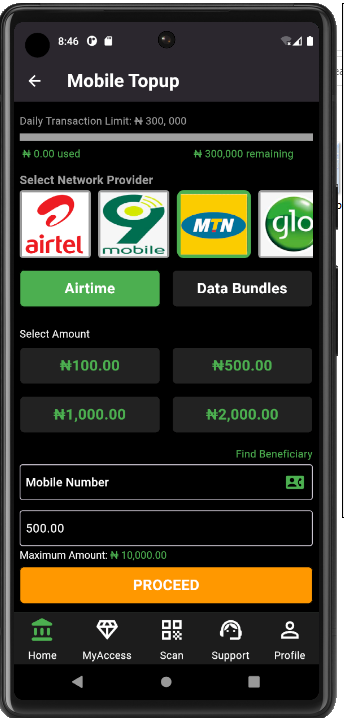 8:46
Mobile Topup
Daily Transaction Limit: ₦ 300, 000
₦ 0.00 used ₦ 300,000 remaining
Select Network Provider
airtel 9 mobile MTN glo
Airtime Data Bundles
Select Amount
₦100.00 ₦500.00
₦1,000.00 ₦2,000.00
Find Beneficiary
Mobile Number
500.00
Maximum Amount: ₦ 10,000.00
PROCEED
Home MyAccess Scan Support Profile